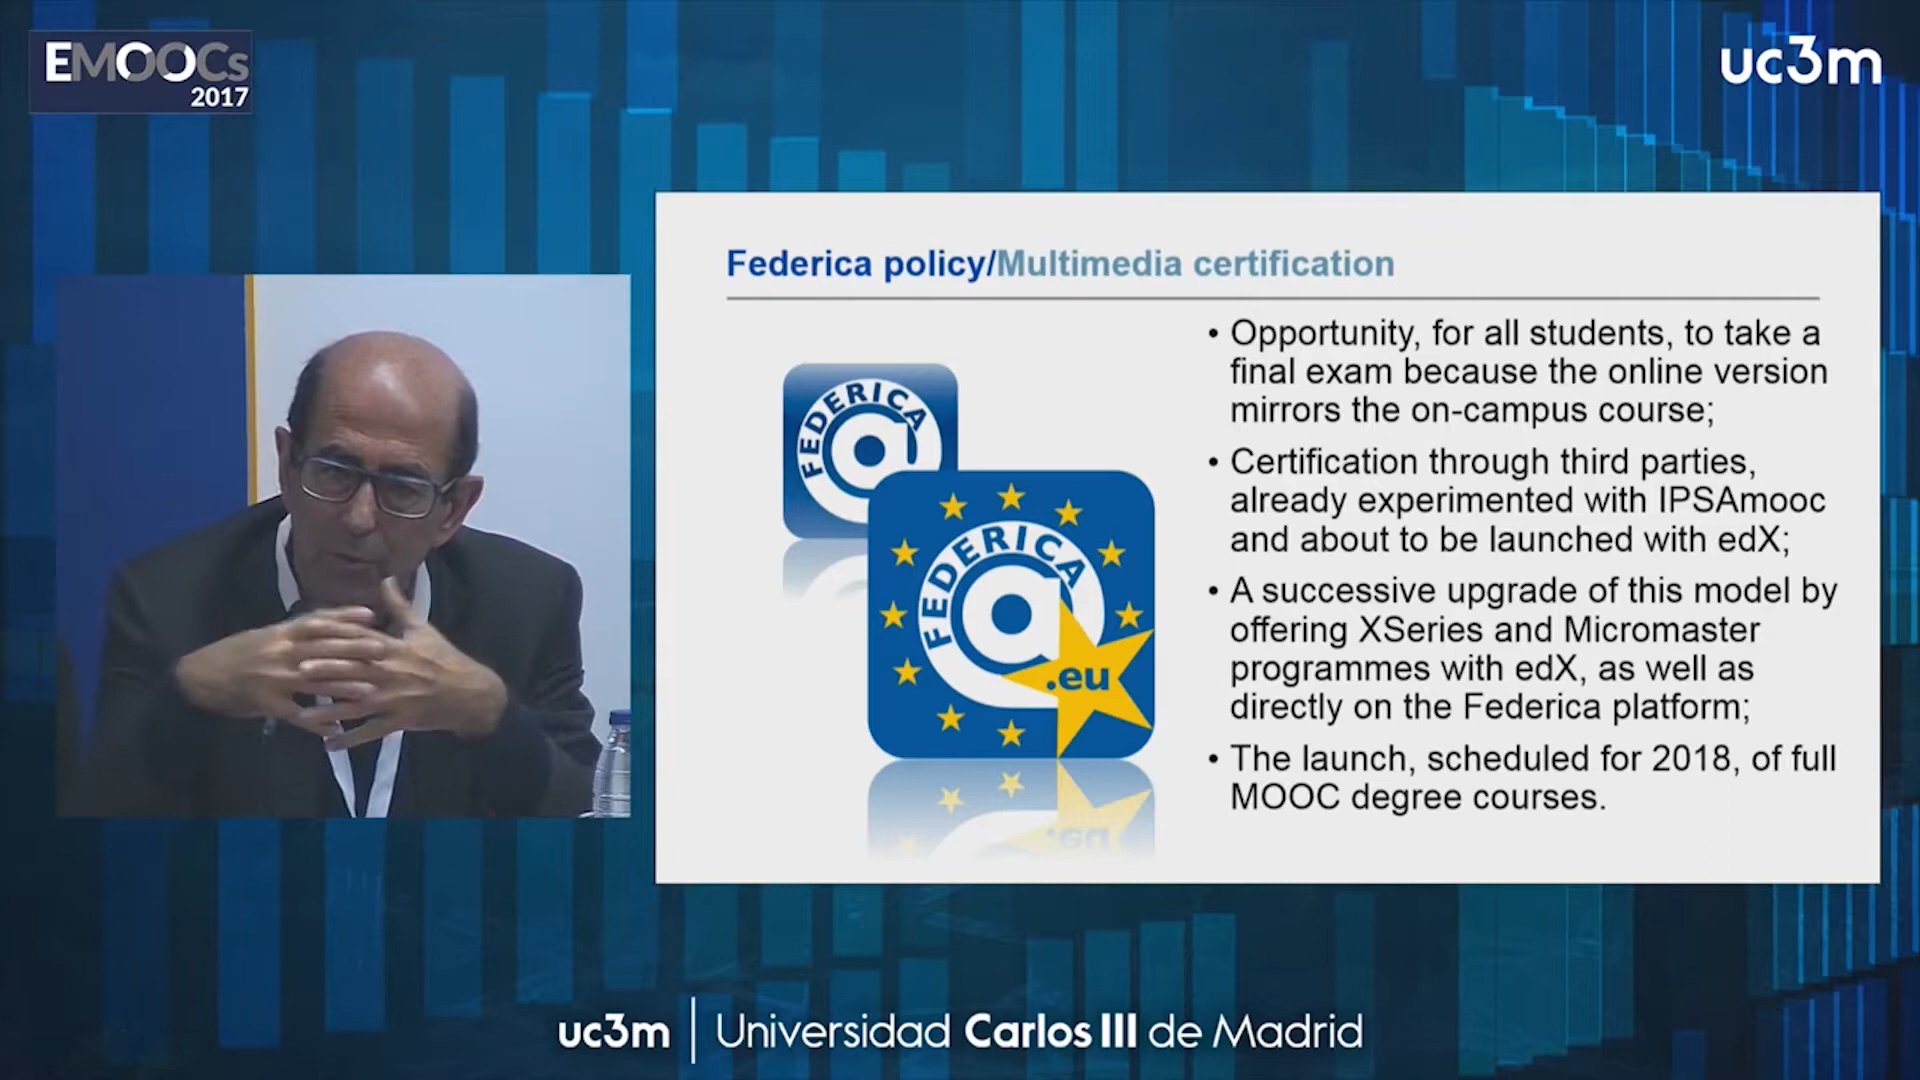 EMOOCs
2017
uc3m
Federica policy/Multimedia certification
FEDERICA
FEDERICA
.eu
• Opportunity, for all students, to take a
final exam because the online version
mirrors the on-campus course;
• Certification through third parties,
already experimented with IPSAmooc
and about to be launched with edX;
• A successive upgrade of this model by
offering XSeries and Micromaster
programmes with edX, as well as
directly on the Federica platform;
• The launch, scheduled for 2018, of full
MOOC degree courses.
uc3m | Universidad Carlos III de Madrid